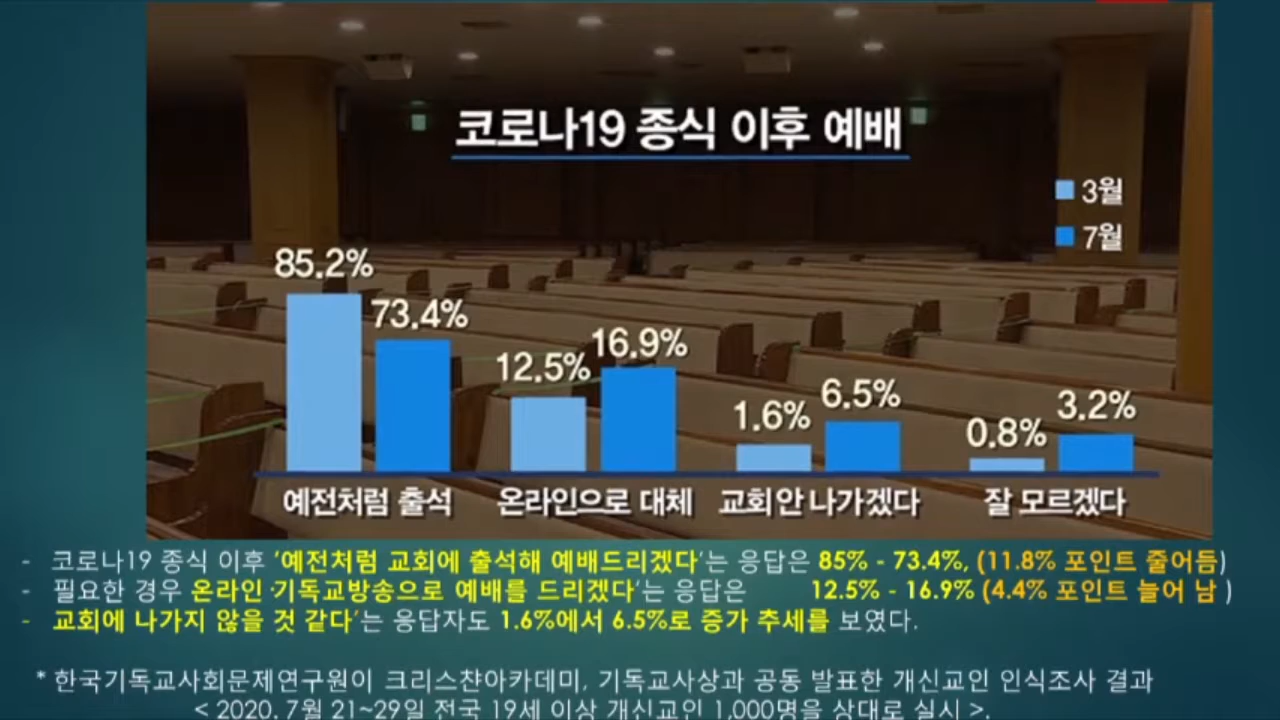 코로나19 종식 이후 예배
3월
7월
85.2%
73.4%
12.5%
16.9%
1.6%
6.5%
0.8%
3.2%
예전처럼 출석
온라인으로 대체
교회 안 나가겠다
잘 모르겠다
- 코로나19 종식 이후 '예전처럼 교회에 출석해 예배드리겠다'는 응답은 85% - 73.4%, (11.8% 포인트 줄어듬)
- 필요한 경우 온라인·기독교방송으로 예배를 드리겠다'는 응답은 12.5% - 16.9% (4.4% 포인트 늘어 남 )
- 교회에 나가지 않을 것 같다'는 응답자도 1.6%에서 6.5%로 증가 추세를 보였다.
* 한국기독교사회문제연구원이 크리스챤아카데미, 기독교사상과 공동 발표한 개신교인 인식조사 결과
< 2020. 7월 21~29일 전국 19세 이상 개신교인 1,000명을 상대로 실시 >.